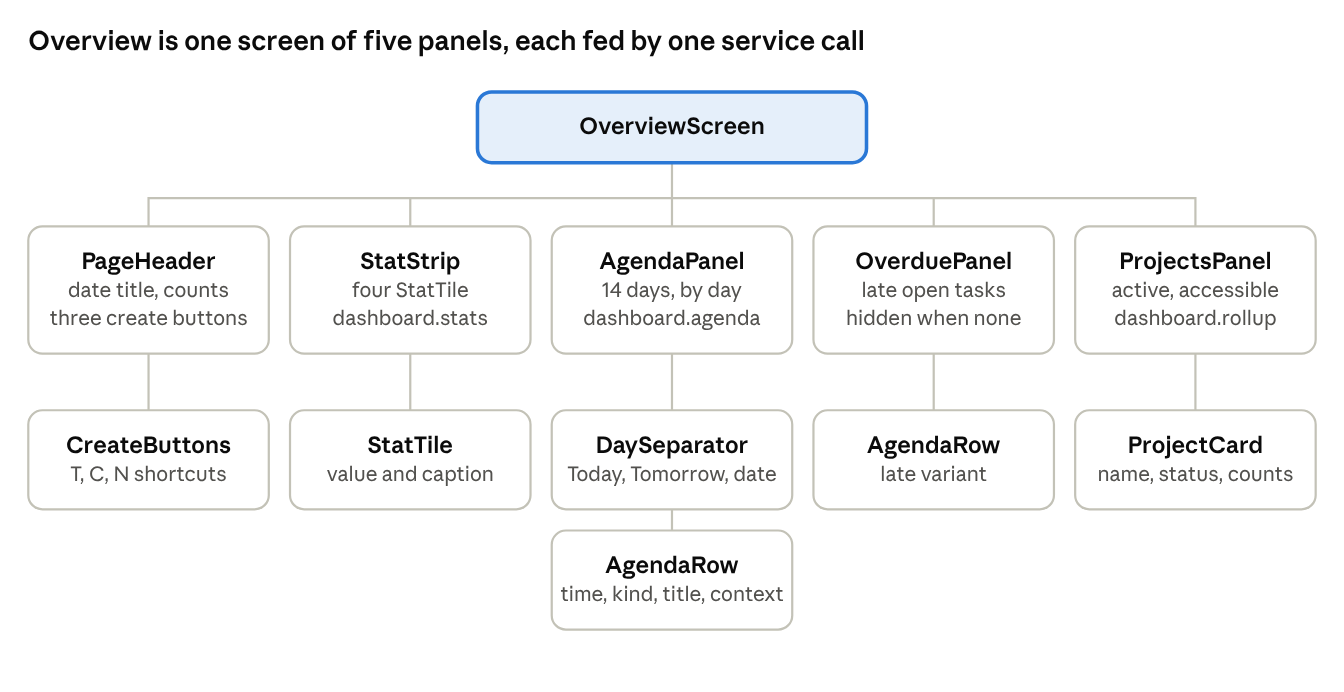 Overview is one screen of five panels, each fed by one service call
OverviewScreen
PageHeader
date title, counts
three create buttons
StatStrip
four StatTile
dashboard.stats
AgendaPanel
14 days, by day
dashboard.agenda
OverduePanel
late open tasks
hidden when none
ProjectsPanel
active, accessible
dashboard.rollup
CreateButtons
T, C, N shortcuts
StatTile
value and caption
DaySeparator
Today, Tomorrow, date
AgendaRow
late variant
ProjectCard
name, status, counts
AgendaRow
time, kind, title, context